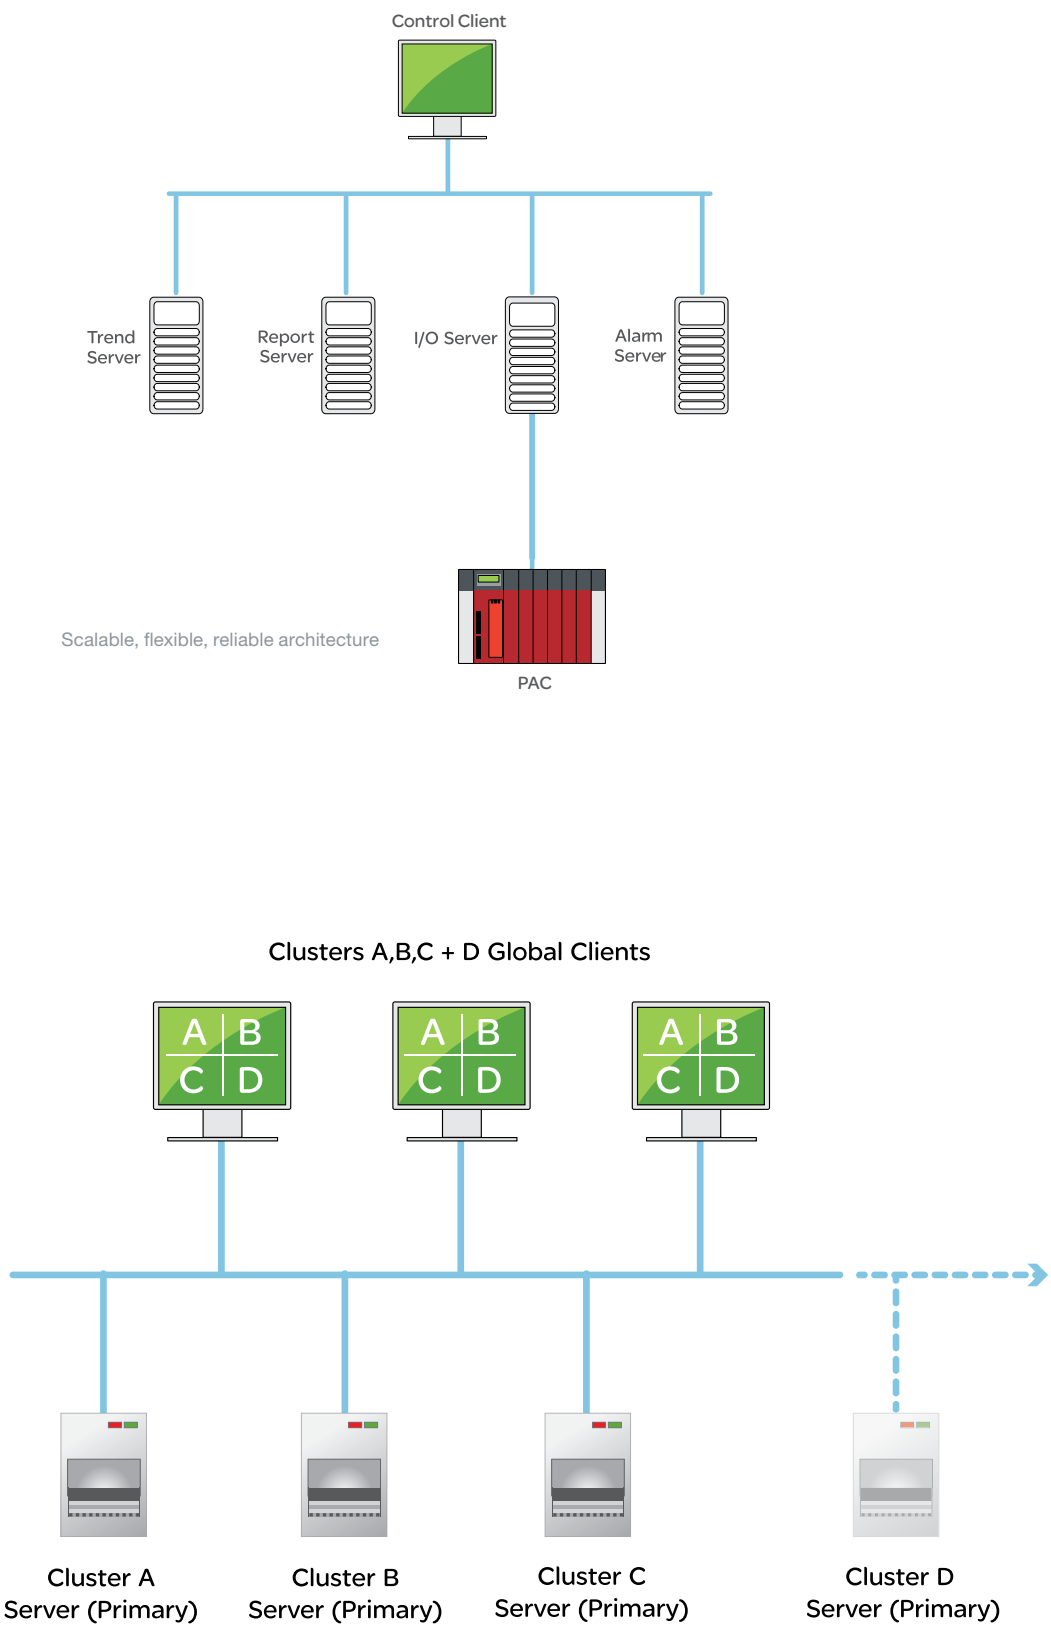 Control Client
Trend
Server
Report
Server
I/O Server
Alarm
Server
Scalable, flexible, reliable architecture
PAC
Clusters A,B,C + D Global Clients
A B
C D
A B
C D
A B
C D
Cluster A
Server (Primary)
Cluster B
Server (Primary)
Cluster C
Server (Primary)
Cluster D
Server (Primary)